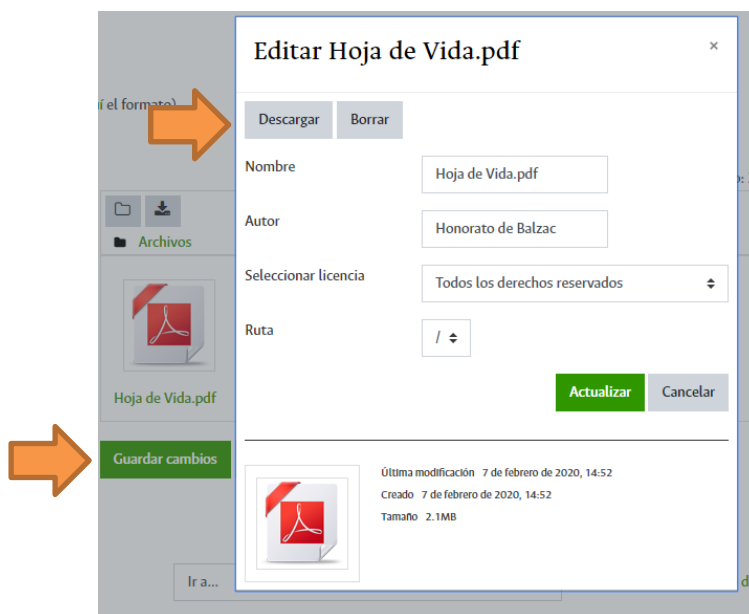 Editar Hoja de Vida.pdf
×
í el formato)
Descargar Borrar
Nombre Hoja de Vida.pdf
Autor Honorato de Balzac
Archivos
Seleccionar licencia Todos los derechos reservados
Ruta /
Hoja de Vida.pdf
Actualizar Cancelar
Guardar cambios
Última modificación 7 de febrero de 2020, 14:52
Creado 7 de febrero de 2020, 14:52
Tamaño 2.1MB
Ir a...